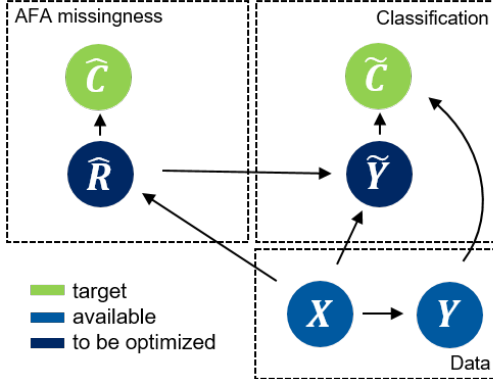 AFA missingness
Classification
Ĉ
C̃
R̂
Ỹ
target
available
to be optimized
X
Y
Data